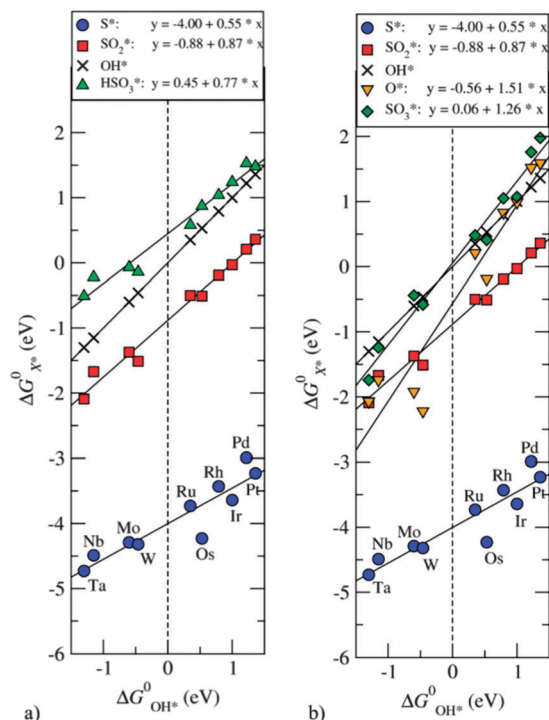 S*: y = -4.00 + 0.55 * x
SO2*: y = -0.88 + 0.87 * x
OH*
HSO3*: y = 0.45 + 0.77 * x
2
1
0
-1
-2
-3
-4
-5
-6
ΔG0X* (eV)
Pd
Rh
Pt
Ru
Ir
Mo
Nb
W
Os
Ta
-1
0
1
ΔG0OH* (eV)
a)
S*: y = -4.00 + 0.55 * x
SO2*: y = -0.88 + 0.87 * x
OH*
O*: y = -0.56 + 1.51 * x
SO3*: y = 0.06 + 1.26 * x
2
1
0
-1
-2
-3
-4
-5
-6
ΔG0X* (eV)
Pd
Rh
Pt
Ru
Ir
Mo
Nb
W
Os
Ta
-1
0
1
ΔG0OH* (eV)
b)